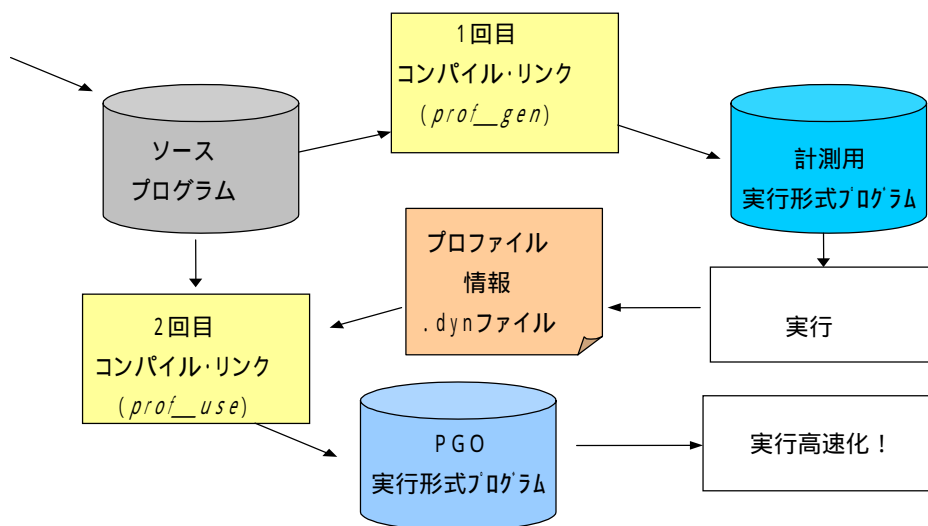 1回目
コンパイル・リンク
(prof_gen)
ソース
プログラム
計測用
実行形式プログラム
プロファイル
情報
.dynファイル
実行
2回目
コンパイル・リンク
(prof_use)
PGO
実行形式プログラム
実行高速化!